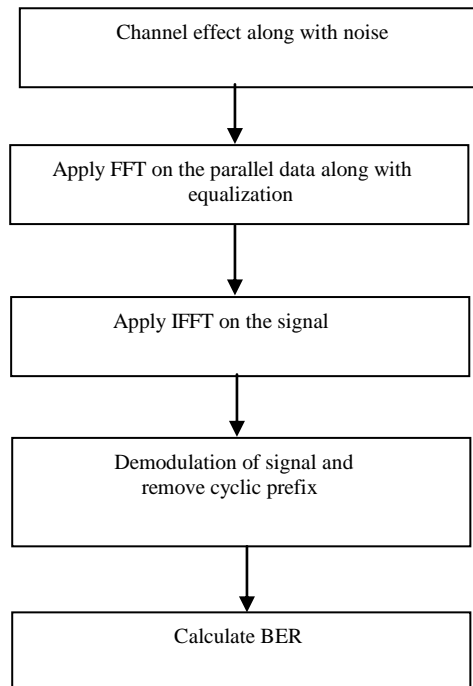 Channel effect along with noise
Apply FFT on the parallel data along with
equalization
Apply IFFT on the signal
Demodulation of signal and
remove cyclic prefix
Calculate BER